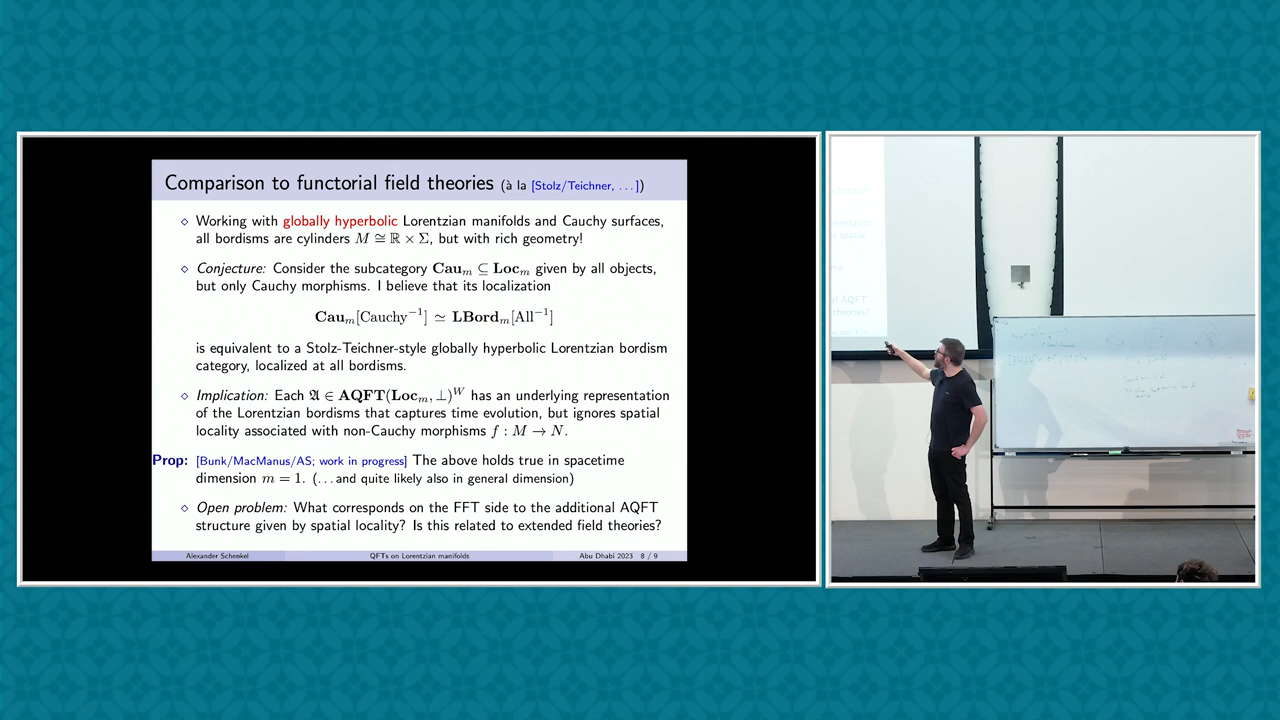 Comparison to functorial field theories (à la [Stolz/Teichner, ...])
◇ Working with globally hyperbolic Lorentzian manifolds and Cauchy surfaces,
all bordisms are cylinders M ≅ ℝ × Σ, but with rich geometry!
◇ Conjecture: Consider the subcategory Cau_m ⊆ Loc_m given by all objects,
but only Cauchy morphisms. I believe that its localization
Cau_m[Cauchy⁻¹] ≃ LBord_m[All⁻¹]
is equivalent to a Stolz-Teichner-style globally hyperbolic Lorentzian bordism
category, localized at all bordisms.
◇ Implication: Each 𝔄 ∈ AQFT(Loc_m, ⊥)^W has an underlying representation
of the Lorentzian bordisms that captures time evolution, but ignores spatial
locality associated with non-Cauchy morphisms f : M → N.
Prop: [Bunk/MacManus/AS; work in progress] The above holds true in spacetime
dimension m = 1. (...and quite likely also in general dimension)
◇ Open problem: What corresponds on the FFT side to the additional AQFT
structure given by spatial locality? Is this related to extended field theories?
Alexander Schenkel QFTs on Lorentzian manifolds Abu Dhabi 2023 8 / 9